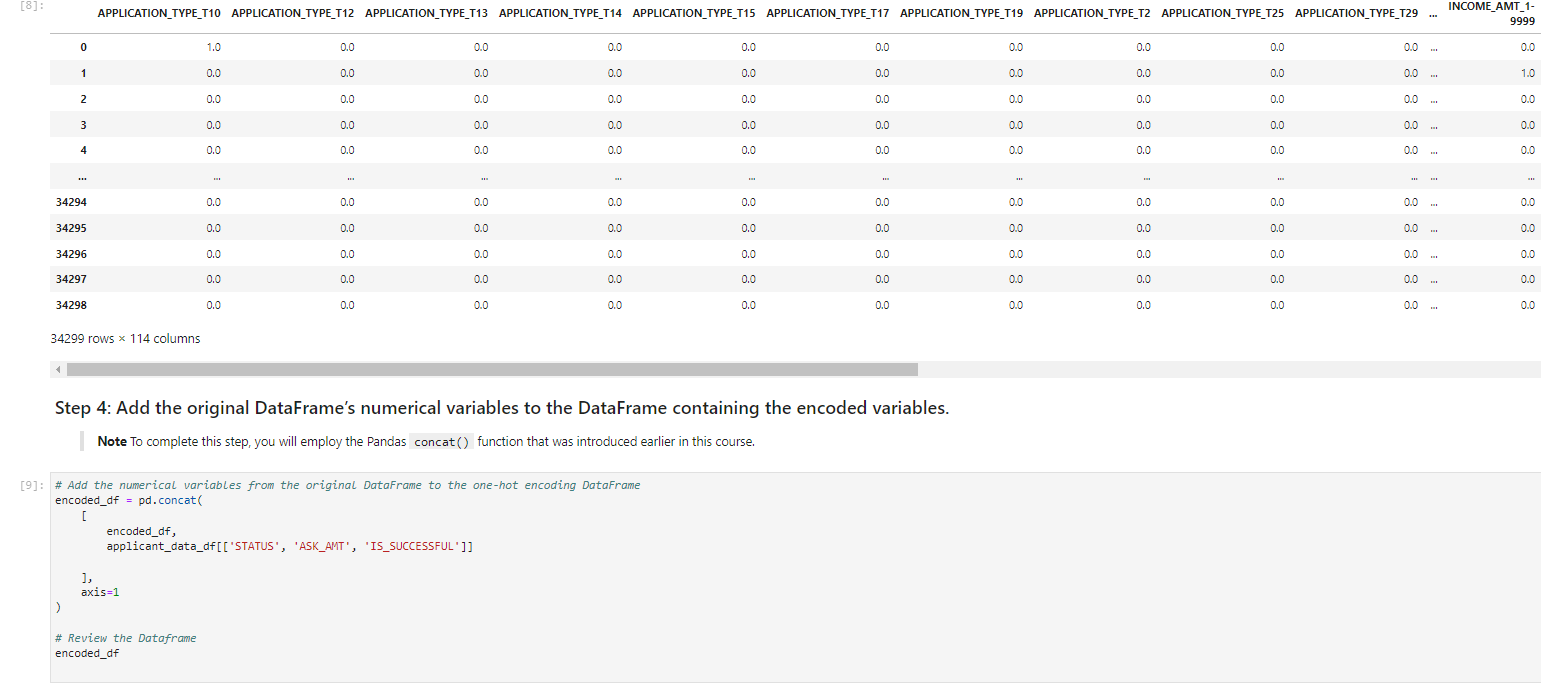 [8]:
APPLICATION_TYPE_T10 APPLICATION_TYPE_T12 APPLICATION_TYPE_T13 APPLICATION_TYPE_T14 APPLICATION_TYPE_T15 APPLICATION_TYPE_T17 APPLICATION_TYPE_T19 APPLICATION_TYPE_T2 APPLICATION_TYPE_T25 APPLICATION_TYPE_T29 ... INCOME_AMT_1-
9999
0 1.0 0.0 0.0 0.0 0.0 0.0 0.0 0.0 0.0 0.0 ... 0.0
1 0.0 0.0 0.0 0.0 0.0 0.0 0.0 0.0 0.0 0.0 ... 1.0
2 0.0 0.0 0.0 0.0 0.0 0.0 0.0 0.0 0.0 0.0 ... 0.0
3 0.0 0.0 0.0 0.0 0.0 0.0 0.0 0.0 0.0 0.0 ... 0.0
4 0.0 0.0 0.0 0.0 0.0 0.0 0.0 0.0 0.0 0.0 ... 0.0
... ... ... ... ... ... ... ... ... ... ... ... ...
34294 0.0 0.0 0.0 0.0 0.0 0.0 0.0 0.0 0.0 0.0 ... 0.0
34295 0.0 0.0 0.0 0.0 0.0 0.0 0.0 0.0 0.0 0.0 ... 0.0
34296 0.0 0.0 0.0 0.0 0.0 0.0 0.0 0.0 0.0 0.0 ... 0.0
34297 0.0 0.0 0.0 0.0 0.0 0.0 0.0 0.0 0.0 0.0 ... 0.0
34298 0.0 0.0 0.0 0.0 0.0 0.0 0.0 0.0 0.0 0.0 ... 0.0
34299 rows × 114 columns
Step 4: Add the original DataFrame’s numerical variables to the DataFrame containing the encoded variables.
Note To complete this step, you will employ the Pandas concat() function that was introduced earlier in this course.
[9]: # Add the numerical variables from the original DataFrame to the one-hot encoding DataFrame
encoded_df = pd.concat(
[
encoded_df,
applicant_data_df[['STATUS', 'ASK_AMT', 'IS_SUCCESSFUL']]
],
axis=1
)
# Review the Dataframe
encoded_df